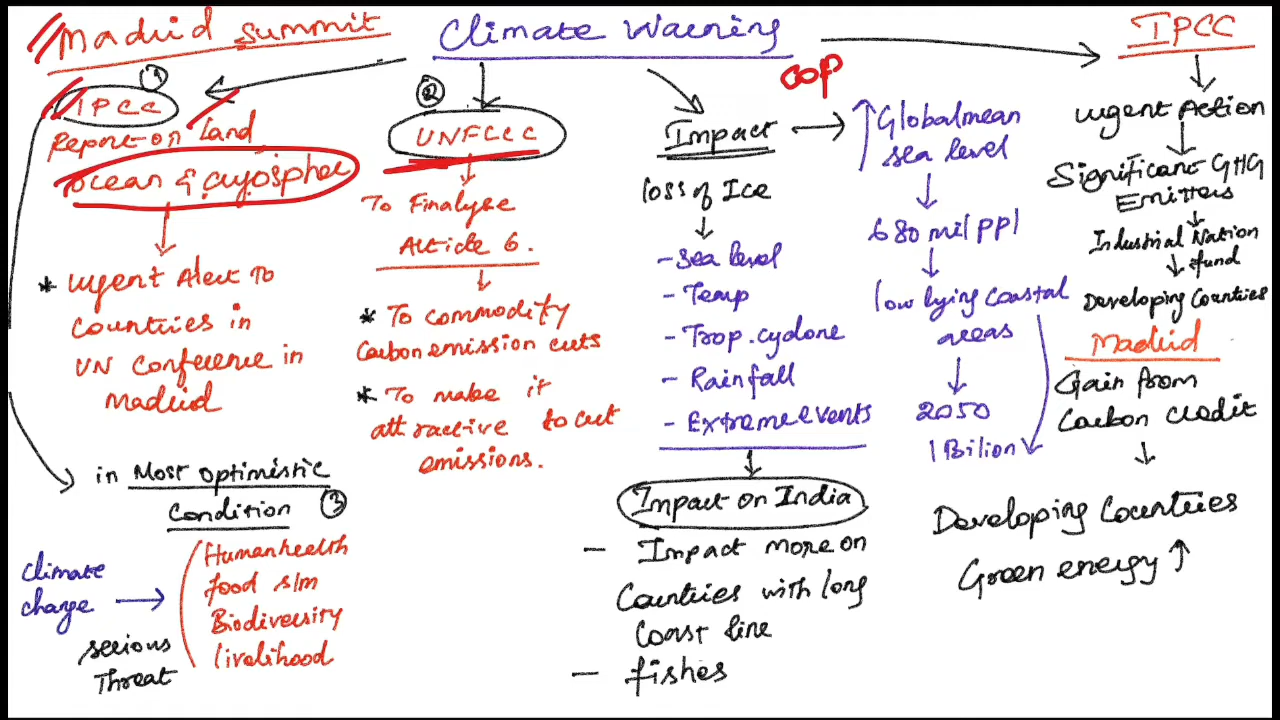 Madrid Summit
Climate Warning
IPCC
COP
1
IPCC
Report on Land
ocean & cryosphere
* urgent Alert To
countries in
UN Conference in
Madrid
in Most optimistic
Condition 3
Climate
change
serious
Threat
Human health
food s/m
Biodiversity
livelihood
2
UNFCCC
To Finalyse
Article 6.
* To commodify
Carbon emission cuts
* To make it
attractive to cut
emissions.
Impact
loss of Ice
- Sea level
- Temp
- Trop. cyclone
- Rainfall
- Extreme events
Impact on India
- Impact more on
Countries with long
Coast line
- fishes
Global mean
sea level
680 mil ppl
low lying coastal
areas
2050
1 Bilion
urgent Action
Significant GHG
Emitters
Industrial Nation
fund
Developing Countries
Madrid
Gain from
Carbon credit
Developing Countries
Green energy ↑